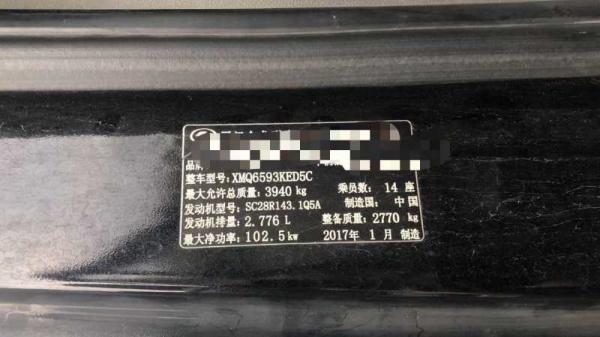 品牌
整车型号: XMQ6593KED5C
最大允许总质量: 3940 kg 乘员数: 14 座
发动机型号: SC28R143.1Q5A 制造国: 中国
发动机排量: 2.776 L 整备质量: 2770 kg
最大净功率: 102.5 kw 2017年 1 月 制造